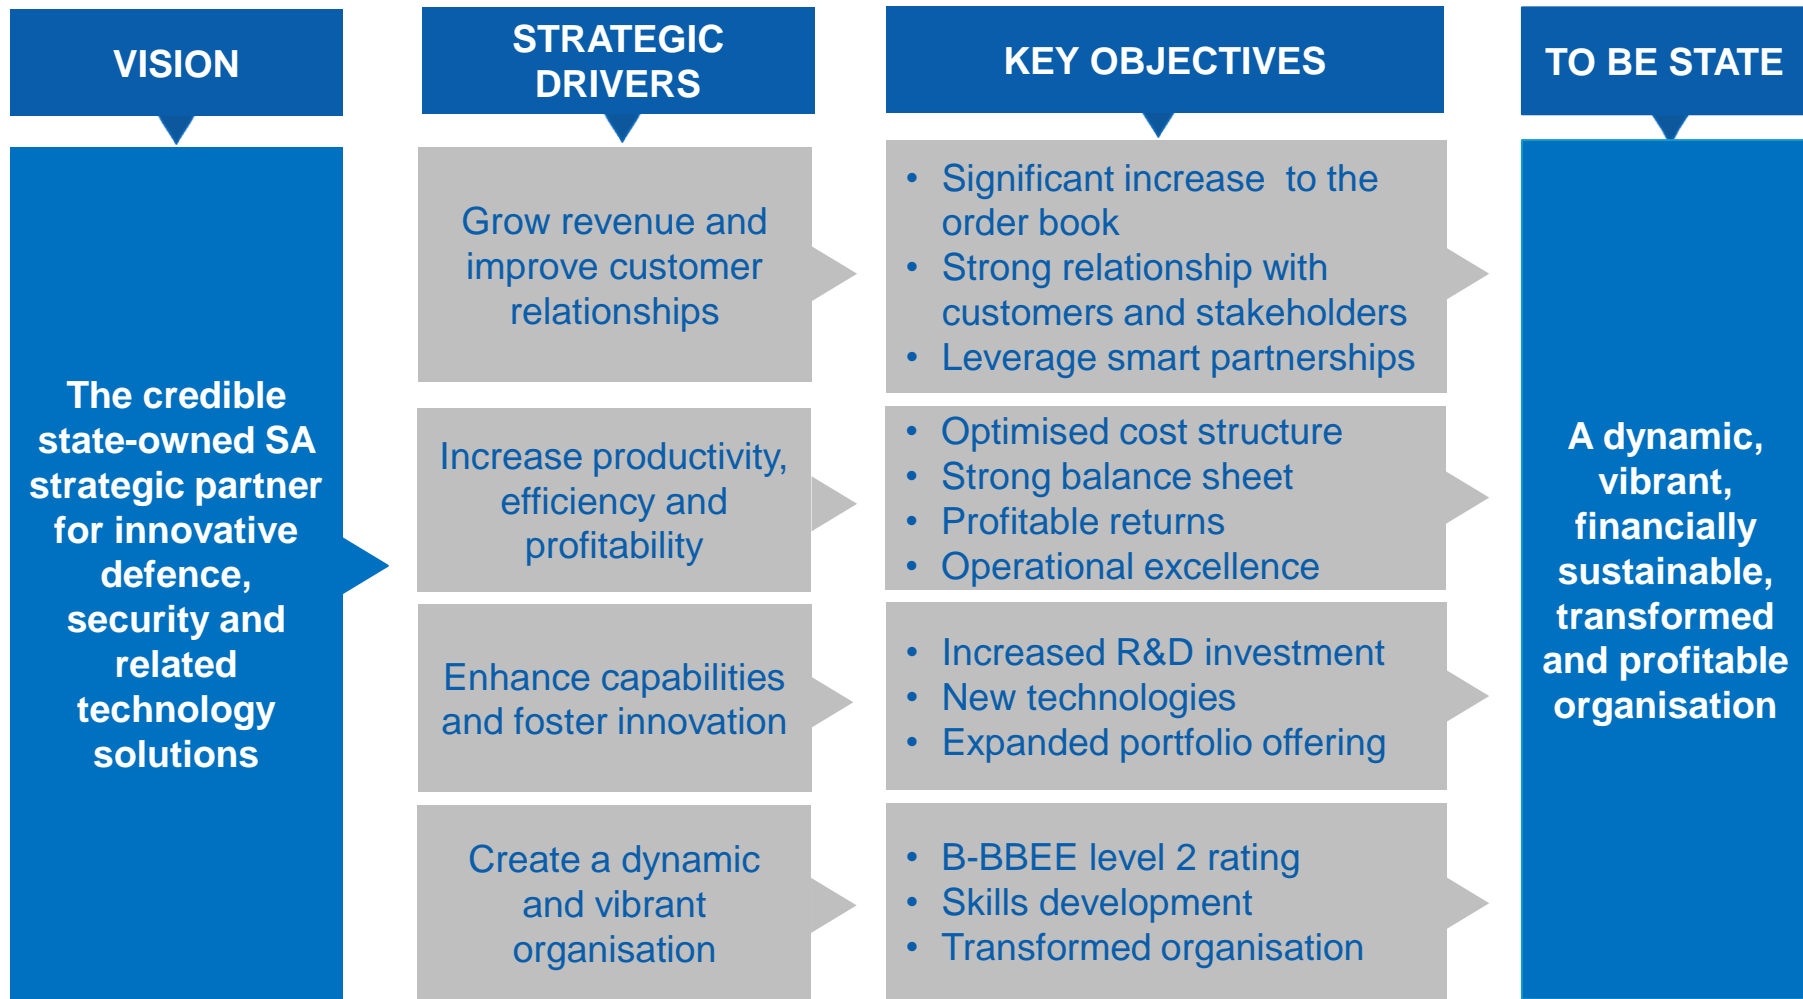 VISION
The credible
state-owned SA
strategic partner
for innovative
defence,
security and
related
technology
solutions
STRATEGIC
DRIVERS
Grow revenue and
improve customer
relationships
Increase productivity,
efficiency and
profitability
Enhance capabilities
and foster innovation
Create a dynamic
and vibrant
organisation
KEY OBJECTIVES
• Significant increase to the
order book
• Strong relationship with
customers and stakeholders
• Leverage smart partnerships
• Optimised cost structure
• Strong balance sheet
• Profitable returns
• Operational excellence
• Increased R&D investment
• New technologies
• Expanded portfolio offering
• B-BBEE level 2 rating
• Skills development
• Transformed organisation
TO BE STATE
A dynamic,
vibrant,
financially
sustainable,
transformed
and profitable
organisation